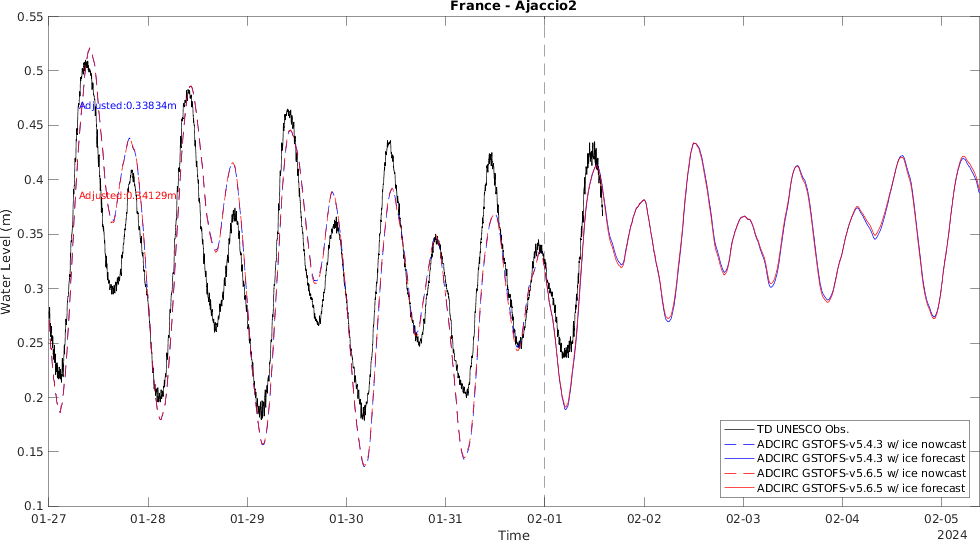 France - Ajaccio2
0.55
0.5
0.45
0.4
0.35
0.3
0.25
0.2
0.15
0.1
Water Level (m)
Adjusted:0.33834m
Adjusted:0.34129m
TD UNESCO Obs.
ADCIRC GSTOFS-v5.4.3 w/ ice nowcast
ADCIRC GSTOFS-v5.4.3 w/ ice forecast
ADCIRC GSTOFS-v5.6.5 w/ ice nowcast
ADCIRC GSTOFS-v5.6.5 w/ ice forecast
01-27 01-28 01-29 01-30 01-31 02-01 02-02 02-03 02-04 02-05
Time
2024